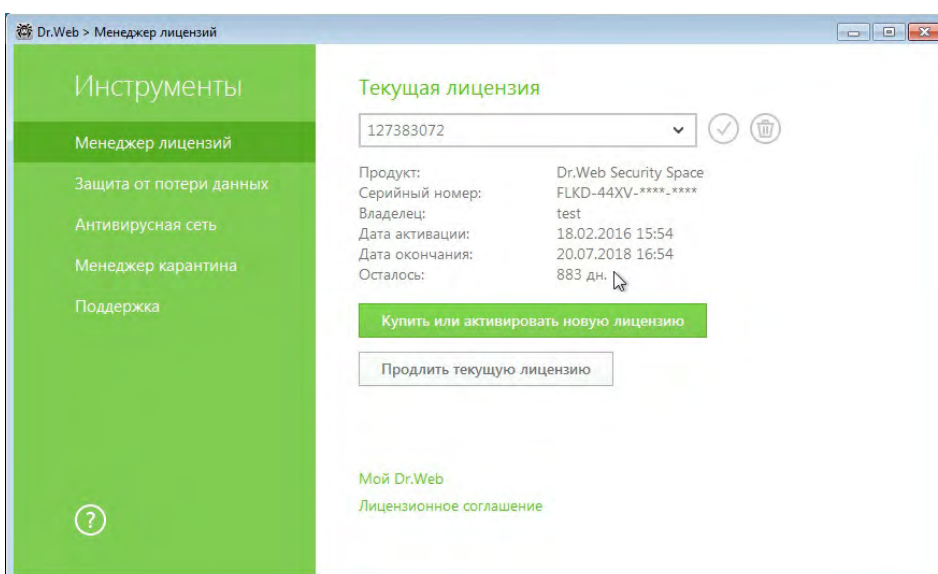 Dr.Web > Менеджер лицензий
Инструменты
Менеджер лицензий
Защита от потери данных
Антивирусная сеть
Менеджер карантина
Поддержка
?
Текущая лицензия
127383072
Продукт: Dr.Web Security Space
Серийный номер: FLKD-44XV-****-****
Владелец: test
Дата активации: 18.02.2016 15:54
Дата окончания: 20.07.2018 16:54
Осталось: 883 дн.
Купить или активировать новую лицензию
Продлить текущую лицензию
Мой Dr.Web
Лицензионное соглашение